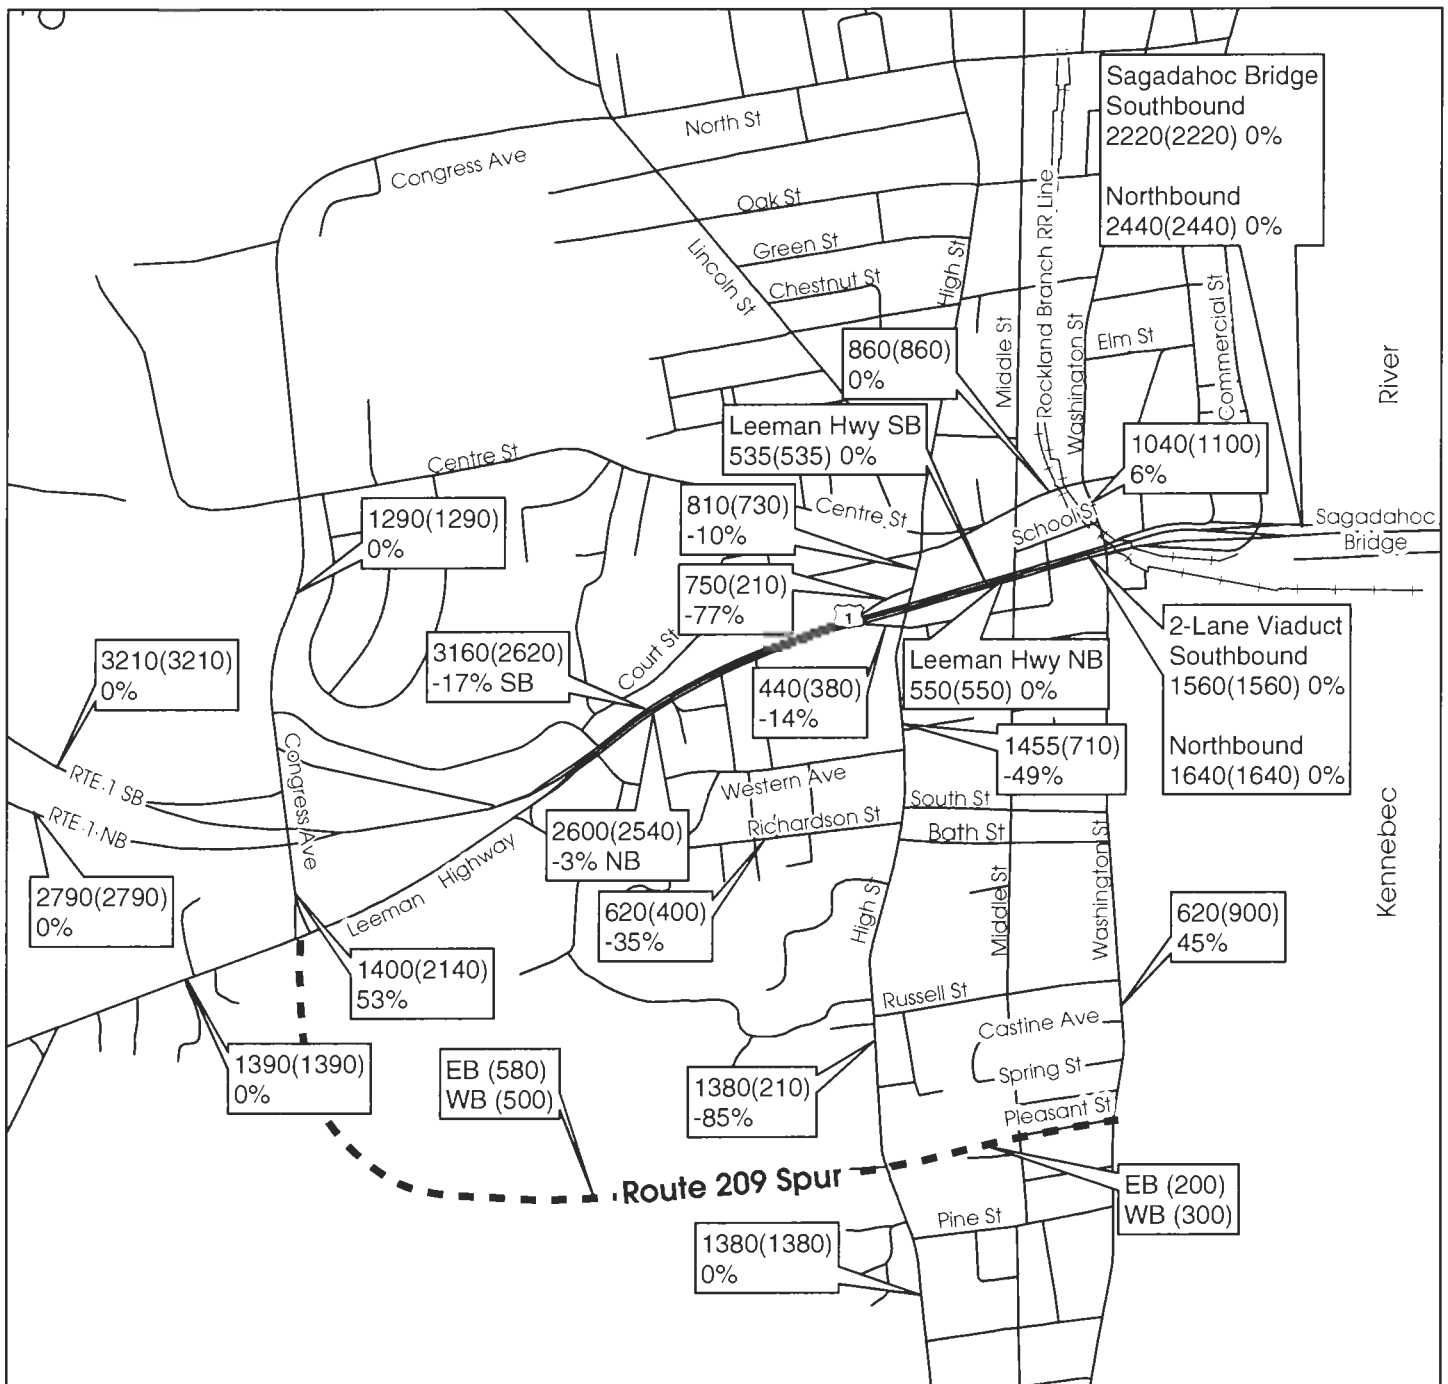 Sagadahoc Bridge
Southbound
2220(2220) 0%
Northbound
2440(2440) 0%
North St
Congress Ave
Oak St
Green St
Lincoln St
Chestnut St
High St
Middle St
Rockland Branch RR Line
Washington St
Elm St
Commercial St
River
860(860)
0%
Leeman Hwy SB
535(535) 0%
1040(1100)
6%
Centre St
810(730)
-10%
Centre St
School St
Sagadahoc
Bridge
1290(1290)
0%
750(210)
-77%
1
2-Lane Viaduct
Southbound
1560(1560) 0%
Northbound
1640(1640) 0%
3210(3210)
0%
3160(2620)
-17% SB
Court St
Leeman Hwy NB
550(550) 0%
440(380)
-14%
1455(710)
-49%
RTE.1 SB
RTE.1 NB
Congress Ave
Western Ave
South St
Richardson St
Bath St
2600(2540)
-3% NB
Leeman Highway
2790(2790)
0%
620(400)
-35%
High St
Middle St
Washington St
Kennebec
620(900)
45%
1400(2140)
53%
Russell St
Castine Ave
1390(1390)
0%
EB (580)
WB (500)
1380(210)
-85%
Spring St
Pleasant St
Route 209 Spur
EB (200)
WB (300)
Pine St
1380(1380)
0%